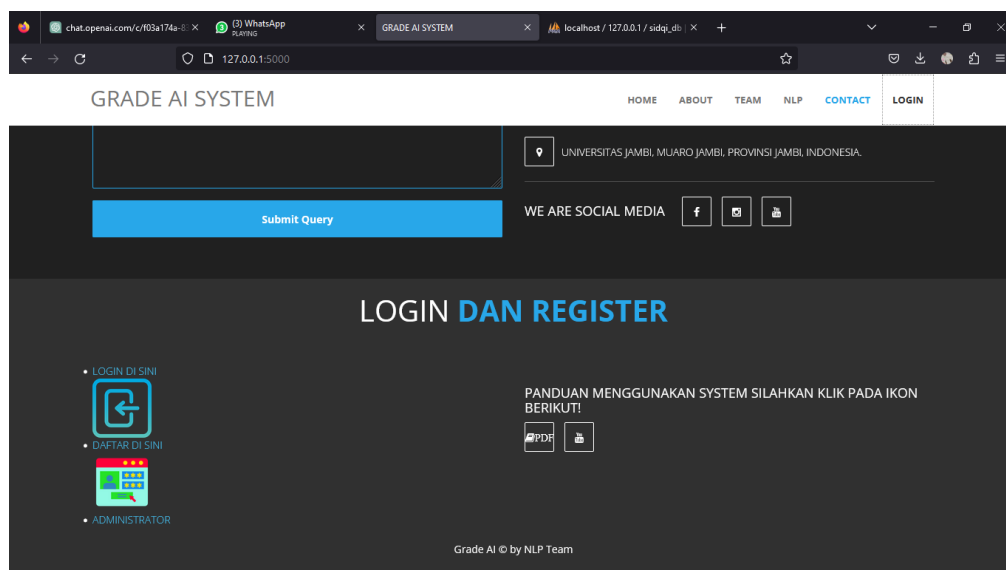 chat.openai.com/c/f03a174a-8
(3) WhatsApp
PLAYING
GRADE AI SYSTEM
localhost / 127.0.0.1 / sidqi_db |
127.0.0.1:5000
GRADE AI SYSTEM
HOME ABOUT TEAM NLP CONTACT LOGIN
UNIVERSITAS JAMBI, MUARO JAMBI, PROVINSI JAMBI, INDONESIA.
Submit Query
WE ARE SOCIAL MEDIA
LOGIN DAN REGISTER
LOGIN DI SINI
DAFTAR DI SINI
ADMINISTRATOR
PANDUAN MENGGUNAKAN SYSTEM SILAHKAN KLIK PADA IKON
BERIKUT!
PDF
Grade AI © by NLP Team